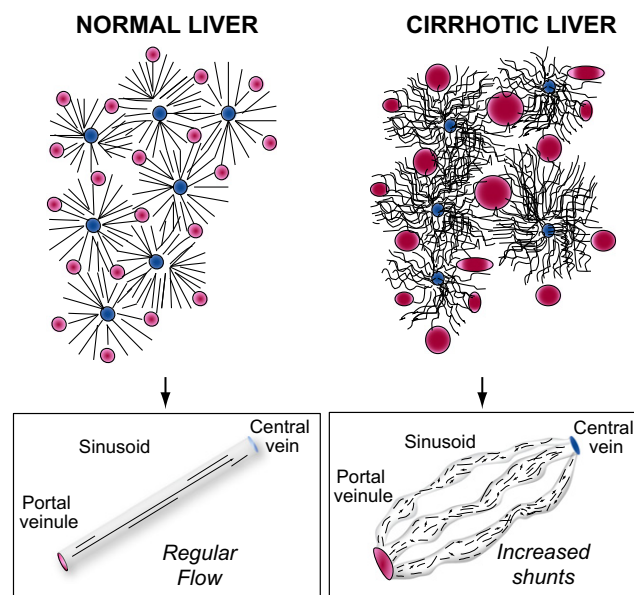 NORMAL LIVER
CIRRHOTIC LIVER
Sinusoid
Central
vein
Portal
veinule
Regular
Flow
Sinusoid
Central
vein
Portal
veinule
Increased
shunts